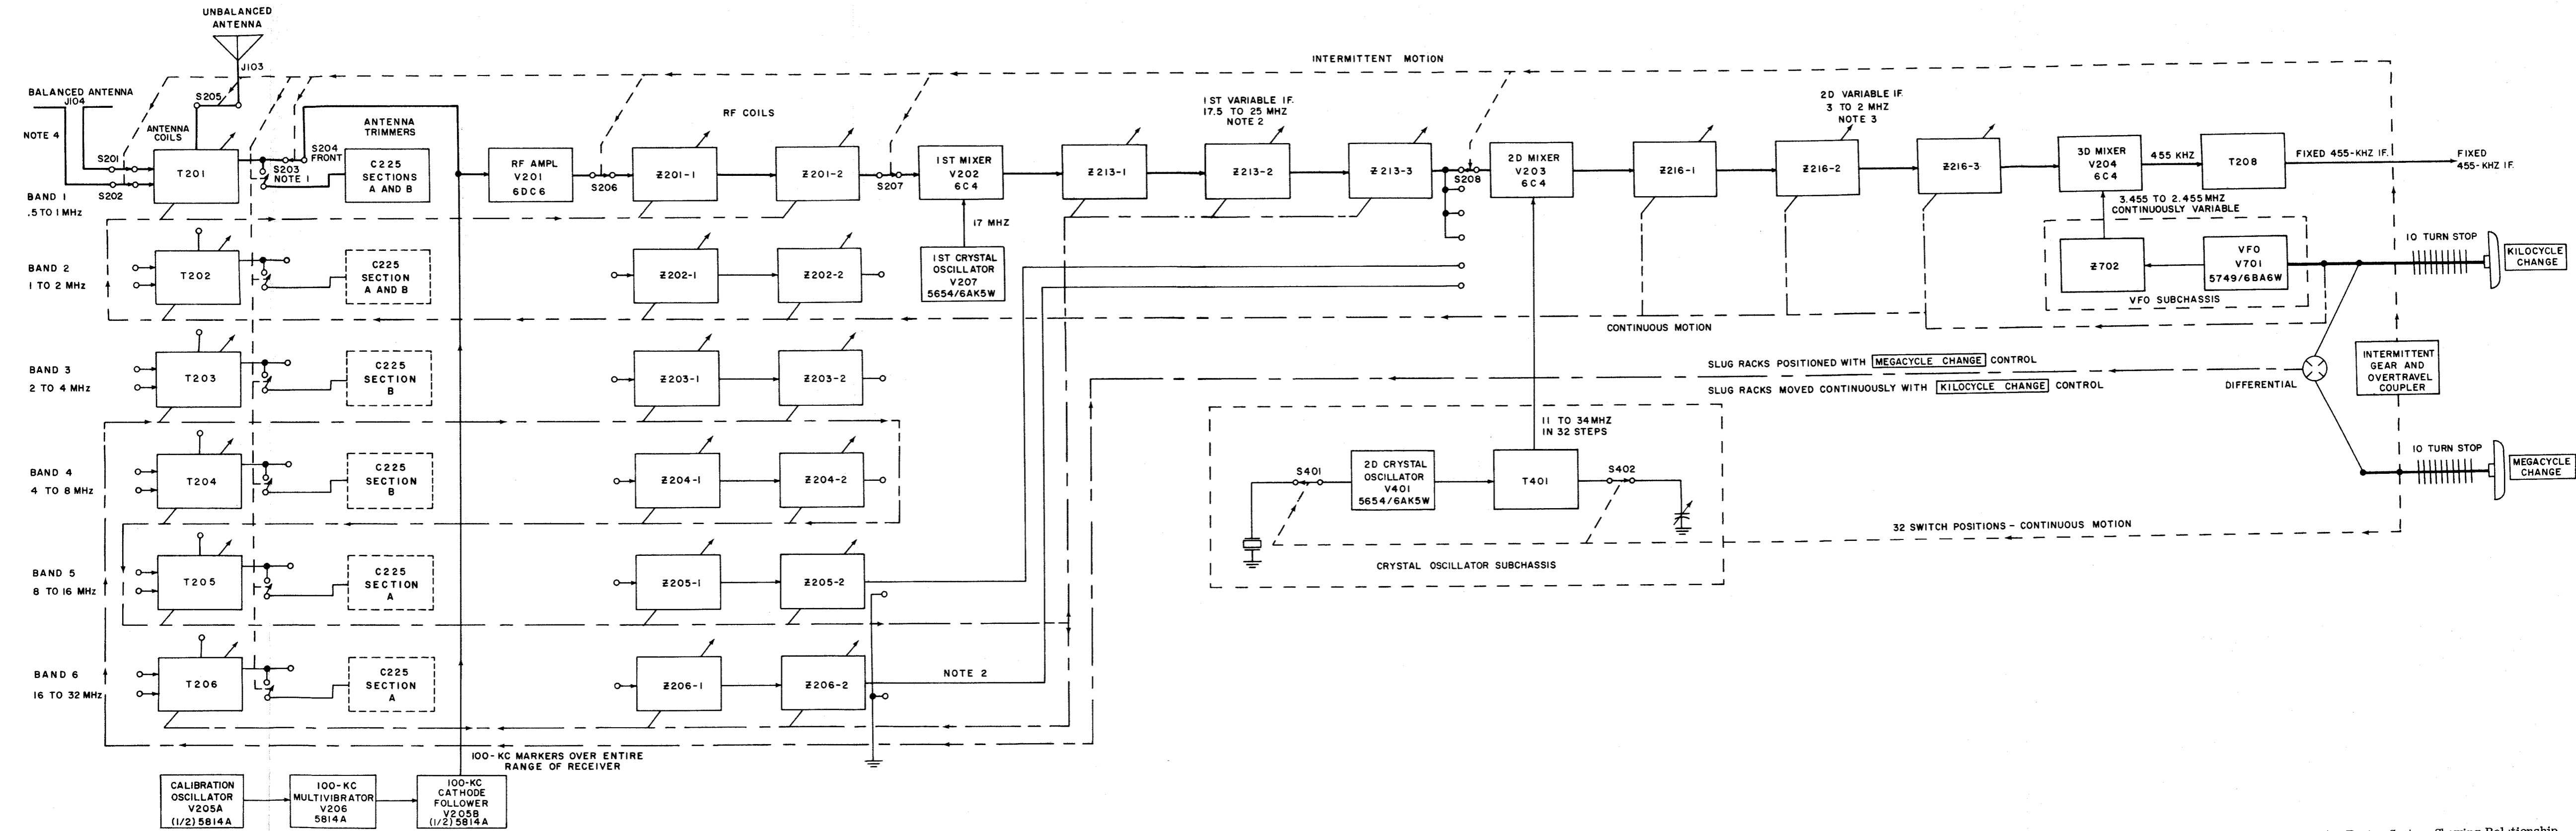 UNBALANCED
ANTENNA
J103
BALANCED ANTENNA
J104
NOTE 4
ANTENNA
COILS
S205
S201
S202
T201
BAND 1
.5 TO 1 MHz
S203
NOTE 1
S204
FRONT
ANTENNA
TRIMMERS
C225
SECTIONS
A AND B
RF AMPL
V201
6DC6
S206
RF COILS
Z201-1
Z201-2
S207
1ST MIXER
V202
6C4
17 MHZ
1ST CRYSTAL
OSCILLATOR
V207
5654/6AK5W
INTERMITTENT MOTION
1ST VARIABLE IF.
17.5 TO 25 MHZ
NOTE 2
Z213-1
Z213-2
Z213-3
S208
2D MIXER
V203
6C4
2D VARIABLE IF.
3 TO 2 MHZ
NOTE 3
Z216-1
Z216-2
Z216-3
3D MIXER
V204
6C4
455 KHZ
T208
FIXED 455-KHZ IF.
FIXED
455-KHZ IF.
3.455 TO 2.455 MHZ
CONTINUOUSLY VARIABLE
Z702
VFO
V701
5749/6BA6W
VFO SUBCHASSIS
10 TURN STOP
KILOCYCLE
CHANGE
BAND 2
1 TO 2 MHz
T202
C225
SECTION
A AND B
Z202-1
Z202-2
CONTINUOUS MOTION
BAND 3
2 TO 4 MHz
T203
C225
SECTION
B
Z203-1
Z203-2
SLUG RACKS POSITIONED WITH MEGACYCLE CHANGE CONTROL
SLUG RACKS MOVED CONTINUOUSLY WITH KILOCYCLE CHANGE CONTROL
DIFFERENTIAL
INTERMITTENT
GEAR AND
OVERTRAVEL
COUPLER
BAND 4
4 TO 8 MHz
T204
C225
SECTION
B
Z204-1
Z204-2
11 TO 34 MHZ
IN 32 STEPS
S401
2D CRYSTAL
OSCILLATOR
V401
5654/6AK5W
T401
S402
CRYSTAL OSCILLATOR SUBCHASSIS
10 TURN STOP
MEGACYCLE
CHANGE
32 SWITCH POSITIONS - CONTINUOUS MOTION
BAND 5
8 TO 16 MHz
T205
C225
SECTION
A
Z205-1
Z205-2
BAND 6
16 TO 32 MHz
T206
C225
SECTION
A
Z206-1
Z206-2
NOTE 2
100-KC MARKERS OVER ENTIRE
RANGE OF RECEIVER
CALIBRATION
OSCILLATOR
V205A
(1/2) 5814A
100-KC
MULTIVIBRATOR
V206
5814A
100-KC
CATHODE
FOLLOWER
V205B
(1/2) 5814A
Showing Relationship